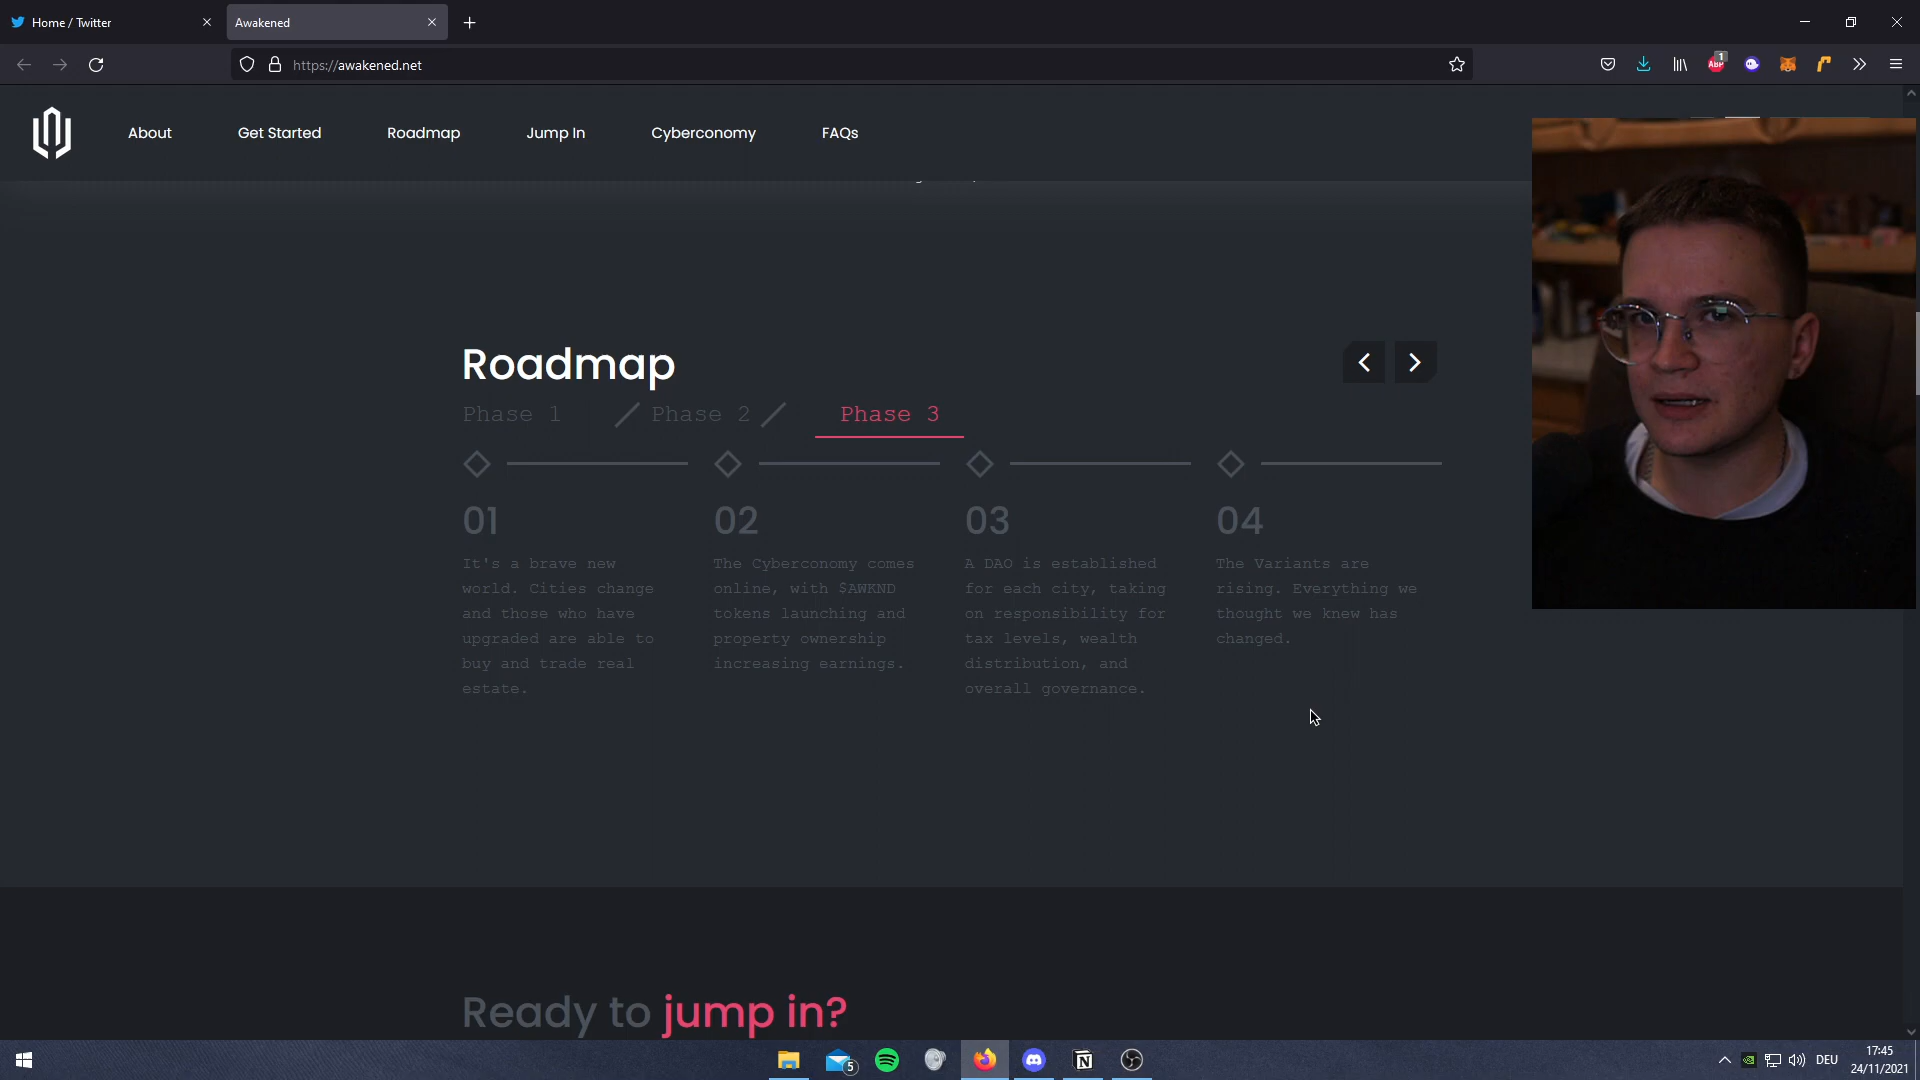 Home / Twitter
Awakened
https://awakened.net
1
ABP
About
Get Started
Roadmap
Jump In
Cyberconomy
FAQs
Roadmap
Phase 1
Phase 2
Phase 3
01
It's a brave new
world. Cities change
and those who have
upgraded are able to
buy and trade real
estate.
02
The Cyberconomy comes
online, with $AWKND
tokens launching and
property ownership
increasing earnings.
03
A DAO is established
for each city, taking
on responsibility for
tax levels, wealth
distribution, and
overall governance.
04
The Variants are
rising. Everything we
thought we knew has
changed.
Ready to jump in?
5
DEU
17:45
24/11/2021